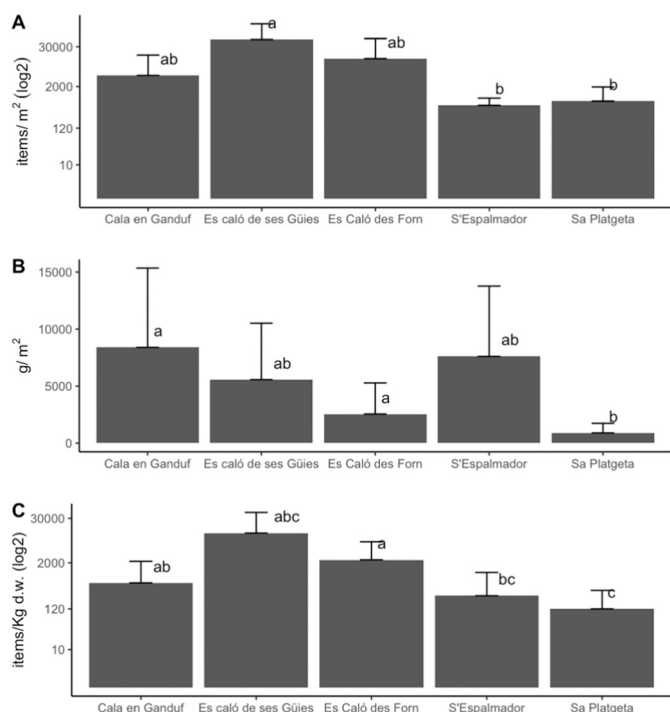 A
items/ m² (log2)
30000
2000
120
10
ab
a
ab
b
b
Cala en Ganduf
Es caló de ses Güies
Es Caló des Forn
S'Espalmador
Sa Platgeta
B
g/ m²
15000
10000
5000
0
a
ab
a
ab
b
Cala en Ganduf
Es caló de ses Güies
Es Caló des Forn
S'Espalmador
Sa Platgeta
C
items/Kg d.w. (log2)
30000
2000
120
10
ab
abc
a
bc
c
Cala en Ganduf
Es caló de ses Güies
Es Caló des Forn
S'Espalmador
Sa Platgeta